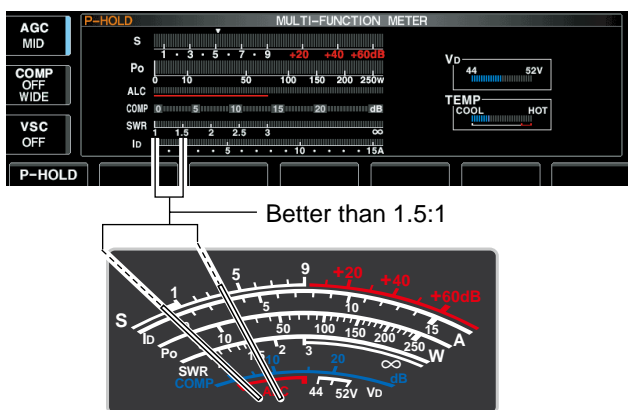 P-HOLD MULTI-FUNCTION METER
AGC
MID
COMP
OFF
WIDE
VSC
OFF
S
1 · 3 · 5 · 7 · 9 +20 +40 +60dB
Po
0 10 50 100 150 200 250W
ALC
COMP 0 5 10 15 20 dB
SWR
1 1.5 2 2.5 3 ∞
ID
5 10 15A
VD
44 52V
TEMP
COOL HOT
P-HOLD
Better than 1.5:1
S 1 5 9 +20 +40 +60dB
ID 5 10 15 A
Po 10 50 100 150 200 250 W
SWR 2 3 ∞
COMP 10 20 dB
44 52V VD